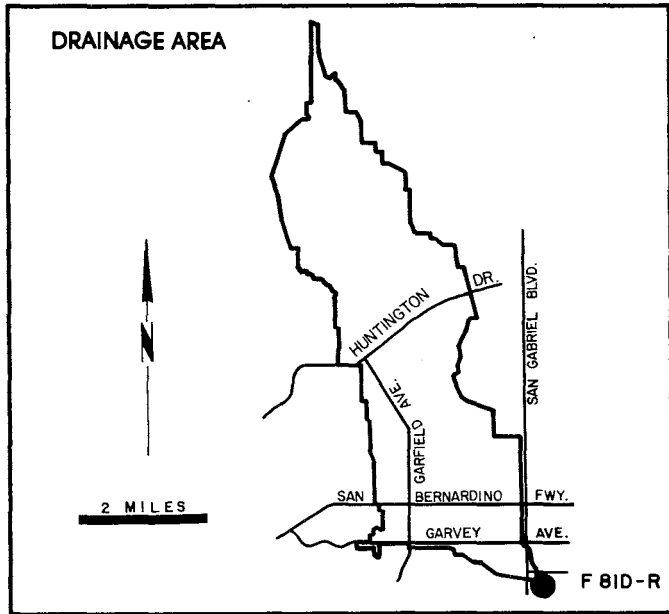 DRAINAGE AREA
HUNTINGTON DR.
SAN GABRIEL BLVD.
N
GARFIELD AVE.
2 MILES
SAN BERNARDINO FWY.
GARVEY AVE.
F 81D-R